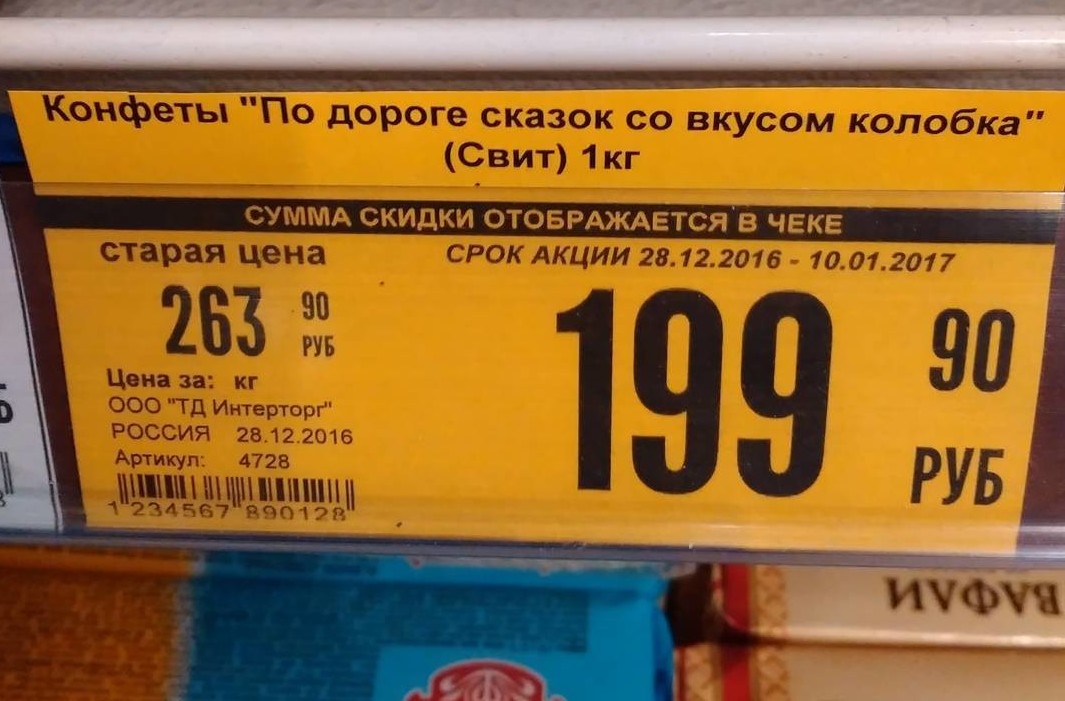 Конфеты "По дороге сказок со вкусом колобка"
(Свит) 1кг
СУММА СКИДКИ ОТОБРАЖАЕТСЯ В ЧЕКЕ
старая цена
СРОК АКЦИИ 28.12.2016 - 10.01.2017
263 90
РУБ
199 90
РУБ
Цена за: кг
ООО "ТД Интерторг"
РОССИЯ 28.12.2016
Артикул: 4728
1 234567 890128
ВАФЛИ